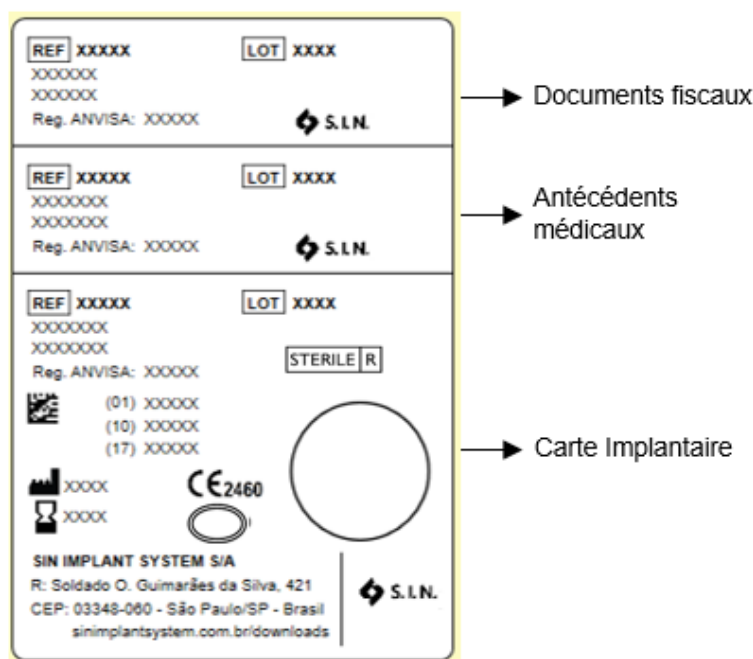 REF XXXXX LOT XXXX
XXXXXX
XXXXXX
Reg. ANVISA: XXXXX S.I.N.
Documents fiscaux
REF XXXXX LOT XXXX
XXXXXXX
XXXXXXX
Reg. ANVISA: XXXXX S.I.N.
Antécédents
médicaux
REF XXXXX LOT XXXX
XXXXXXX
XXXXXXX
Reg. ANVISA: XXXXX
STERILE R
(01) XXXXX
(10) XXXXX
(17) XXXXX
Carte Implantaire
XXXX
CE 2460
XXXX
SIN IMPLANT SYSTEM S/A
R: Soldado O. Guimarães da Silva, 421
CEP: 03348-060 - São Paulo/SP - Brasil
sinimplantsystem.com.br/downloads
S.I.N.